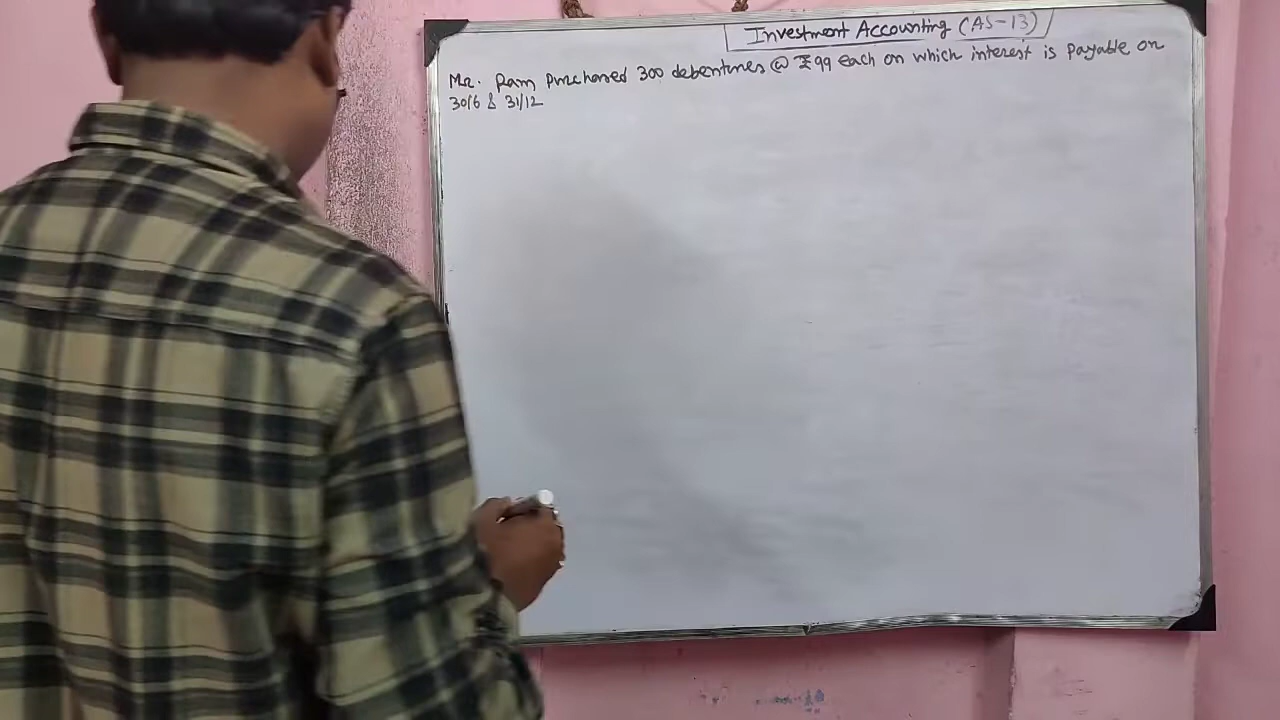 Investment Accounting (AS-13)
Mr. Ram purchased 300 debentures @ ₹99 each on which interest is payable on
30/6 & 31/12